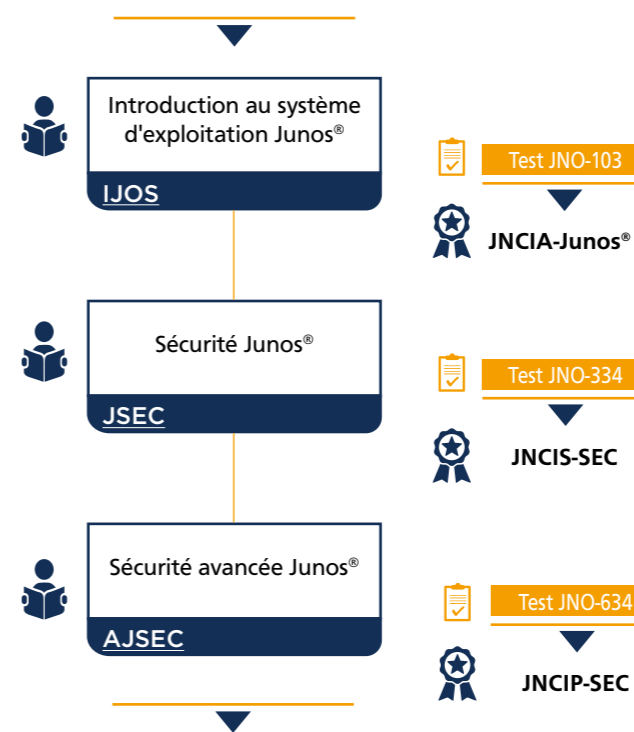 Introduction au système
d'exploitation Junos®
IJOS
Test JNO-103
JNCIA-Junos®
Sécurité Junos®
JSEC
Test JNO-334
JNCIS-SEC
Sécurité avancée Junos®
AJSEC
Test JNO-634
JNCIP-SEC